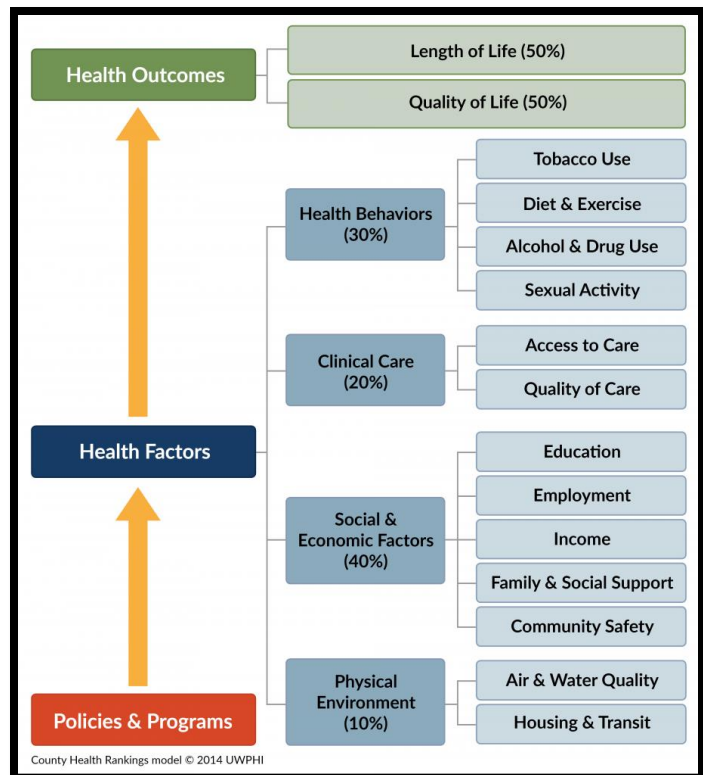 Health Outcomes
Length of Life (50%)
Quality of Life (50%)
Health Factors
Health Behaviors
(30%)
Tobacco Use
Diet & Exercise
Alcohol & Drug Use
Sexual Activity
Clinical Care
(20%)
Access to Care
Quality of Care
Social &
Economic Factors
(40%)
Education
Employment
Income
Family & Social Support
Community Safety
Physical
Environment
(10%)
Air & Water Quality
Housing & Transit
Policies & Programs
County Health Rankings model © 2014 UWPHI